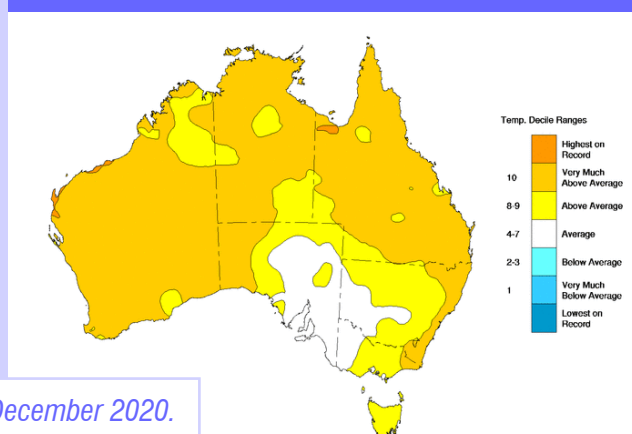 Temp. Decile Ranges
Highest on
Record
10
Very Much
Above Average
8-9
Above Average
4-7
Average
2-3
Below Average
1
Very Much
Below Average
Lowest on
Record
December 2020.